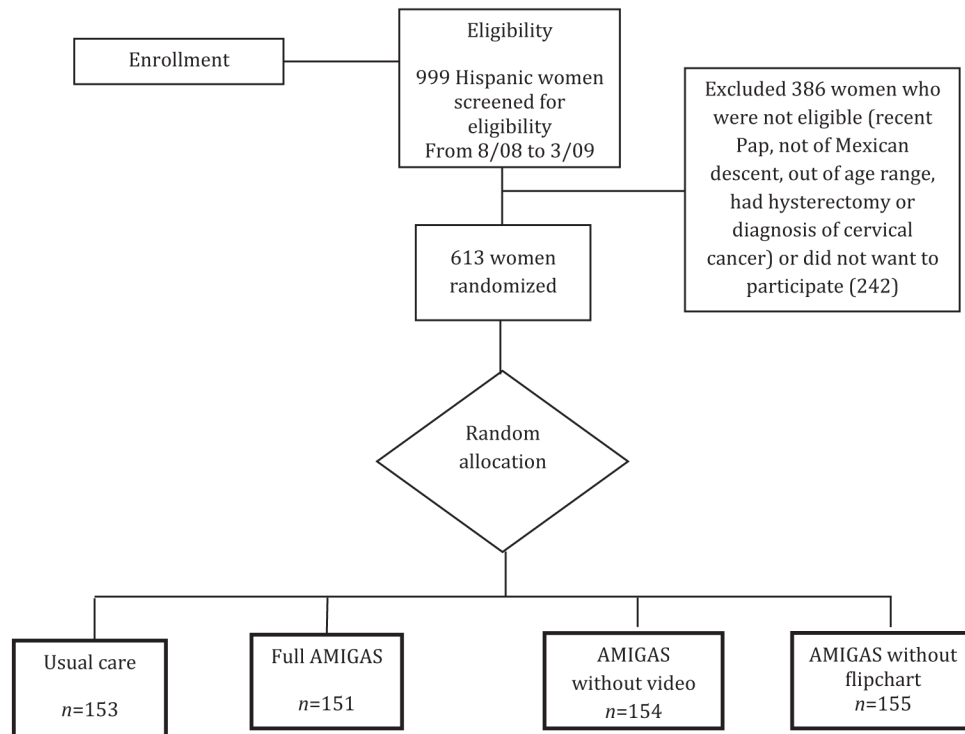 Enrollment
Eligibility
999 Hispanic women
screened for
eligibility
From 8/08 to 3/09
Excluded 386 women who
were not eligible (recent
Pap, not of Mexican
descent, out of age range,
had hysterectomy or
diagnosis of cervical
cancer) or did not want to
participate (242)
613 women
randomized
Random
allocation
Usual care
n=153
Full AMIGAS
n=151
AMIGAS
without video
n=154
AMIGAS without
flipchart
n=155